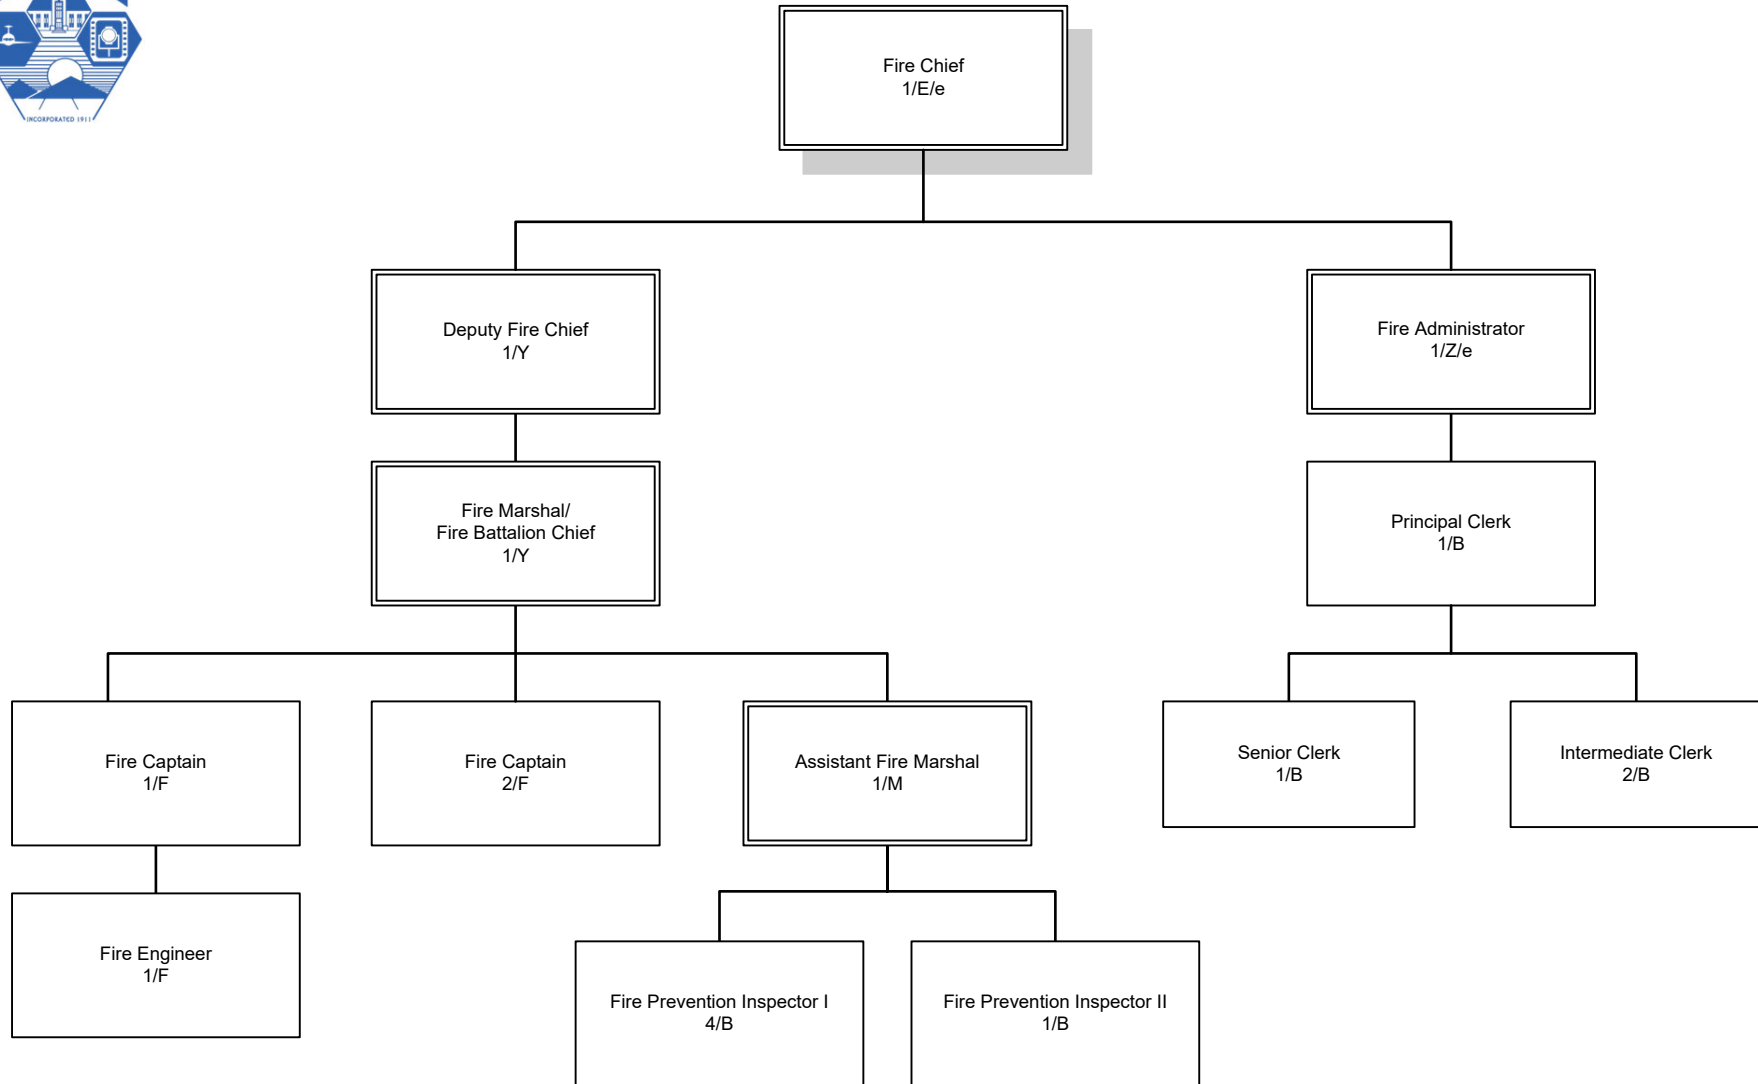 INCORPORATED 1911
Fire Chief
1/E/e
Deputy Fire Chief
1/Y
Fire Administrator
1/Z/e
Fire Marshal/
Fire Battalion Chief
1/Y
Principal Clerk
1/B
Fire Captain
1/F
Fire Captain
2/F
Assistant Fire Marshal
1/M
Senior Clerk
1/B
Intermediate Clerk
2/B
Fire Engineer
1/F
Fire Prevention Inspector I
4/B
Fire Prevention Inspector II
1/B